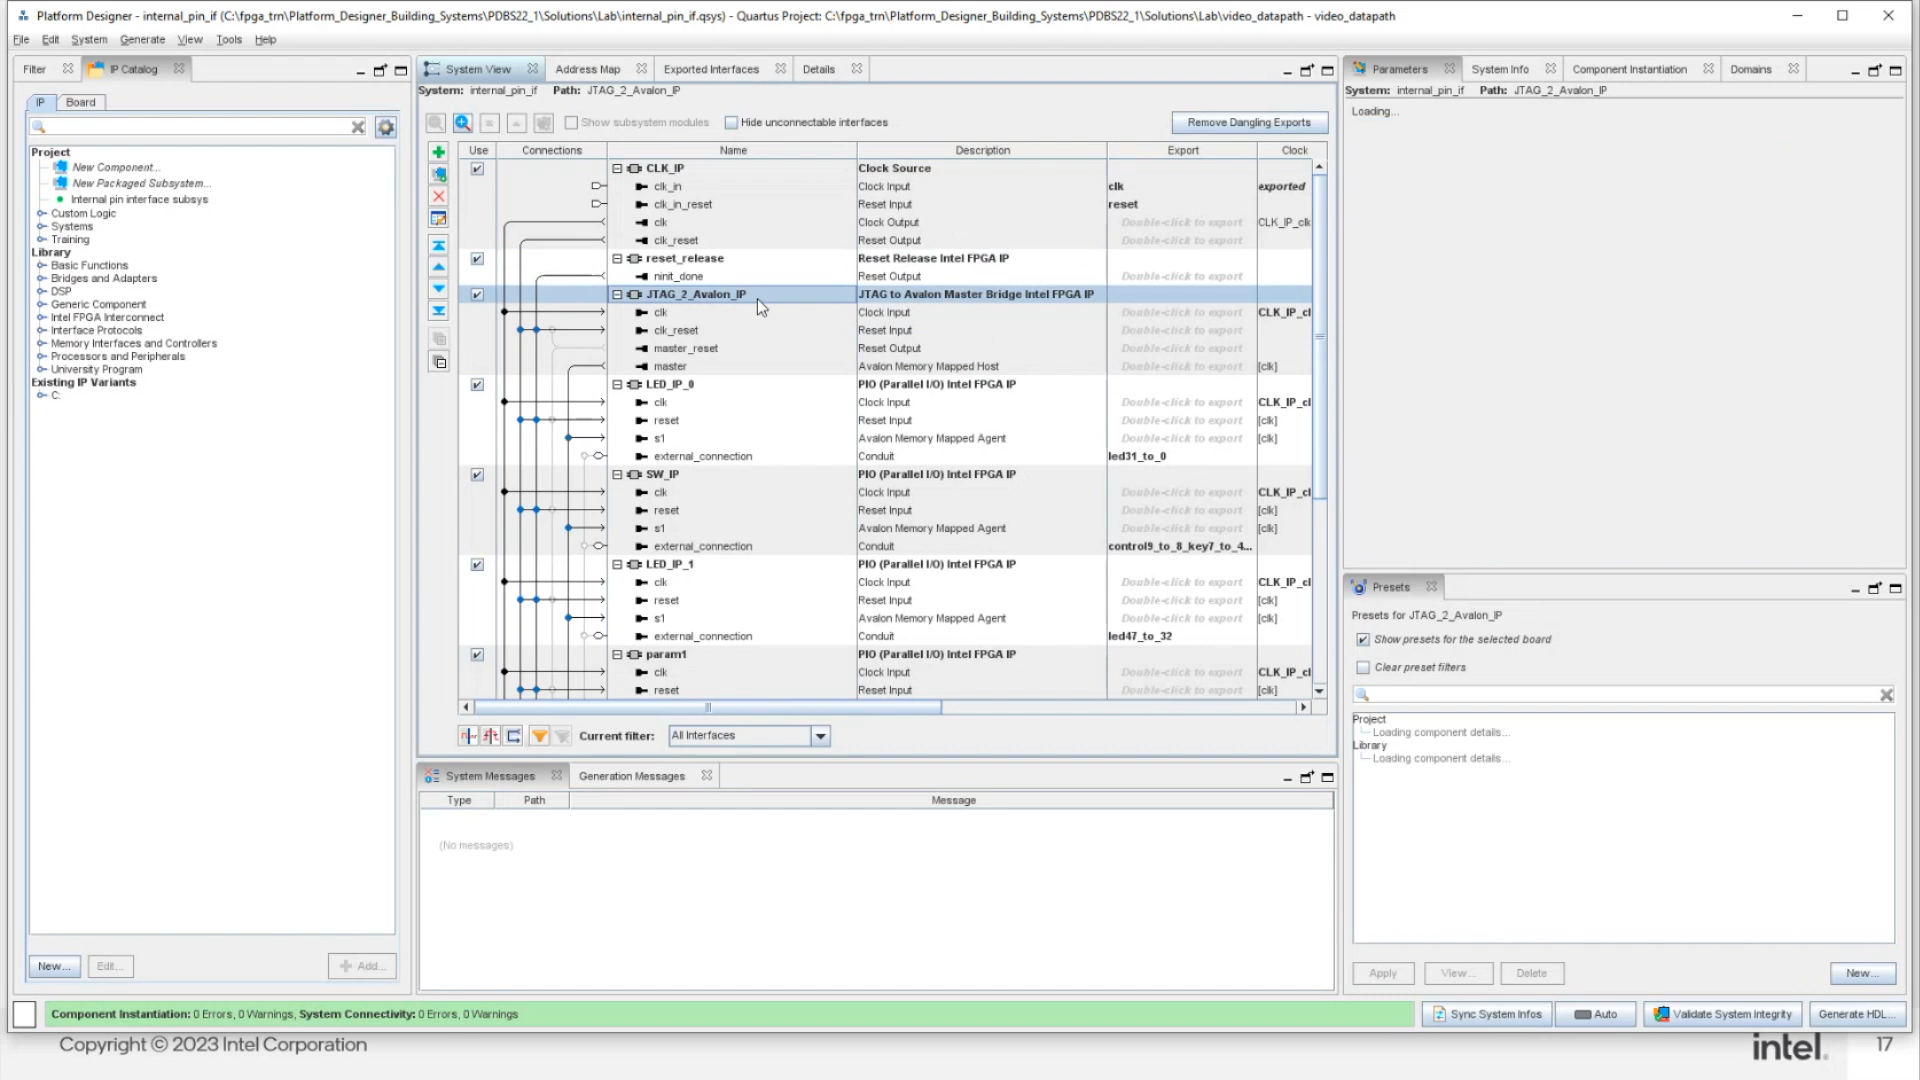 Platform Designer - internal_pin_if (C:\fpga_trn\Platform_Designer_Building_Systems\PDBS22_1\Solutions\Lab\internal_pin_if.qsys) - Quartus Project: C:\fpga_trn\Platform_Designer_Building_Systems\PDBS22_1\Solutions\Lab\video_datapath - video_datapath
File Edit System Generate View Tools Help
Filter IP Catalog
IP Board
Project
New Component...
New Packaged Subsystem...
Internal pin interface subsys
Custom Logic
Systems
Training
Library
Basic Functions
Bridges and Adapters
DSP
Generic Component
Intel FPGA Interconnect
Interface Protocols
Memory Interfaces and Controllers
Processors and Peripherals
University Program
Existing IP Variants
C:
New... Edit... Add...
System View Address Map Exported Interfaces Details
System: internal_pin_if Path: JTAG_2_Avalon_IP
Show subsystem modules Hide unconnectable interfaces Remove Dangling Exports
Use Connections Name Description Export Clock
CLK_IP Clock Source
clk_in Clock Input clk exported
clk_in_reset Reset Input reset
clk Clock Output Double-click to export CLK_IP_clk
clk_reset Reset Output Double-click to export
reset_release Reset Release Intel FPGA IP
ninit_done Reset Output Double-click to export
JTAG_2_Avalon_IP JTAG to Avalon Master Bridge Intel FPGA IP
clk Clock Input Double-click to export CLK_IP_cl
clk_reset Reset Input Double-click to export
master_reset Reset Output Double-click to export
master Avalon Memory Mapped Host Double-click to export [clk]
LED_IP_0 PIO (Parallel I/O) Intel FPGA IP
clk Clock Input Double-click to export CLK_IP_cl
reset Reset Input Double-click to export [clk]
s1 Avalon Memory Mapped Agent Double-click to export [clk]
external_connection Conduit led31_to_0
SW_IP PIO (Parallel I/O) Intel FPGA IP
clk Clock Input Double-click to export CLK_IP_cl
reset Reset Input Double-click to export [clk]
s1 Avalon Memory Mapped Agent Double-click to export [clk]
external_connection Conduit control9_to_8_key7_to_4...
LED_IP_1 PIO (Parallel I/O) Intel FPGA IP
clk Clock Input Double-click to export CLK_IP_cl
reset Reset Input Double-click to export [clk]
s1 Avalon Memory Mapped Agent Double-click to export [clk]
external_connection Conduit led47_to_32
param1 PIO (Parallel I/O) Intel FPGA IP
clk Clock Input Double-click to export CLK_IP_cl
reset Reset Input Double-click to export [clk]
Current filter: All Interfaces
System Messages Generation Messages
Type Path Message
(No messages)
Parameters System Info Component Instantiation Domains
System: internal_pin_if Path: JTAG_2_Avalon_IP
Loading...
Presets
Presets for JTAG_2_Avalon_IP
Show presets for the selected board
Clear preset filters
Project
Loading component details...
Library
Loading component details...
Apply View... Delete New...
Component Instantiation: 0 Errors, 0 Warnings, System Connectivity: 0 Errors, 0 Warnings
Sync System Infos Auto Validate System Integrity Generate HDL...
Copyright © 2023 Intel Corporation
intel.
17